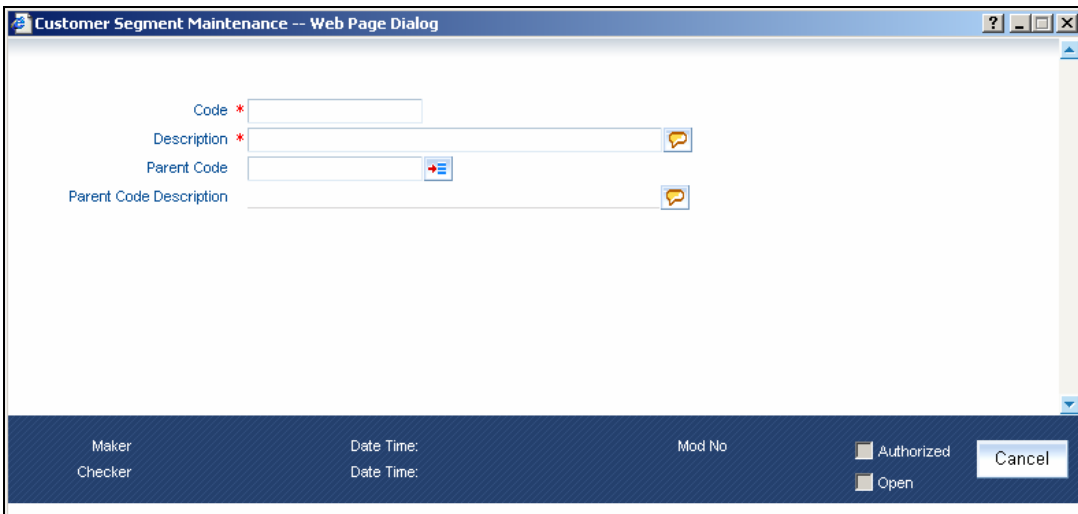 Customer Segment Maintenance -- Web Page Dialog
Code *
Description *
Parent Code
Parent Code Description
Maker Date Time: Mod No Authorized Cancel
Checker Date Time: Open